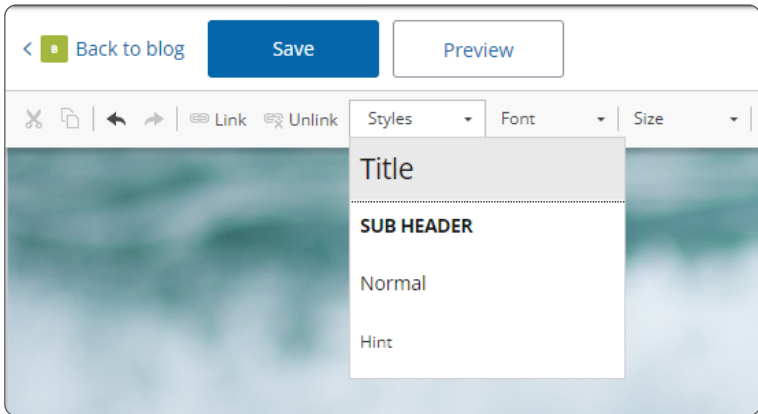 B Back to blog Save Preview
Link Unlink Styles Font Size
Title
SUB HEADER
Normal
Hint